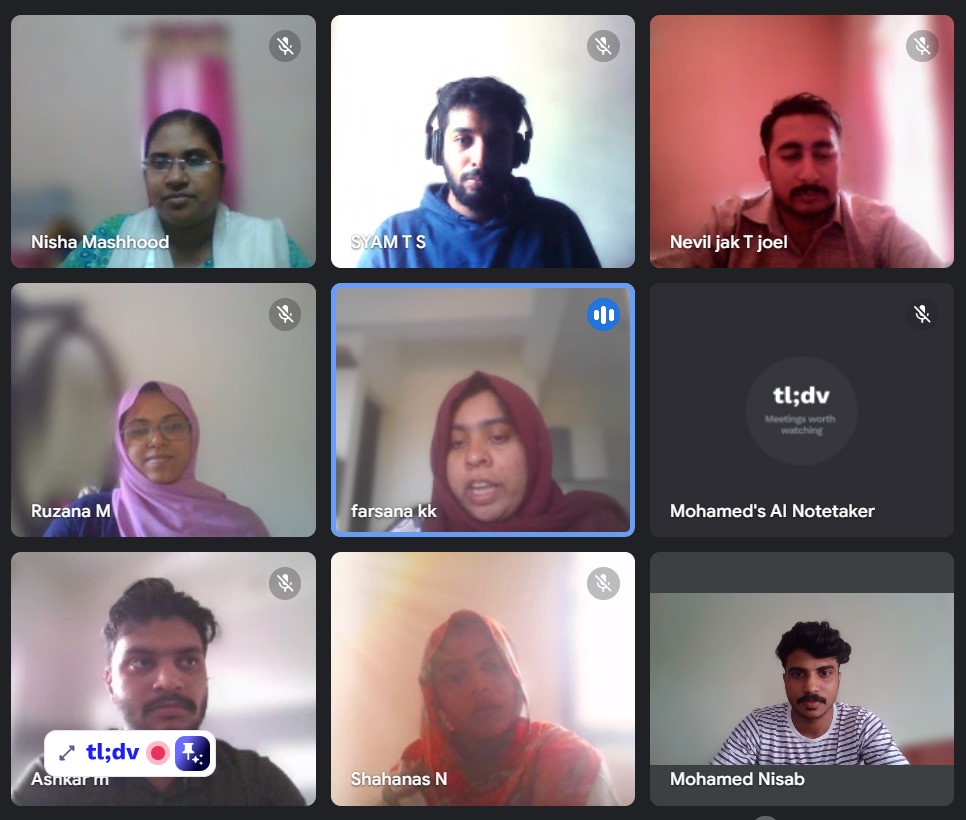 Nisha Mashhood
SYAM T S
Nevil jak T joel
Ruzana M
farsana kk
tl;dv
Meetings worth
watching
Mohamed's AI Notetaker
tl;dv
Ashkar m
Shahanas N
Mohamed Nisab